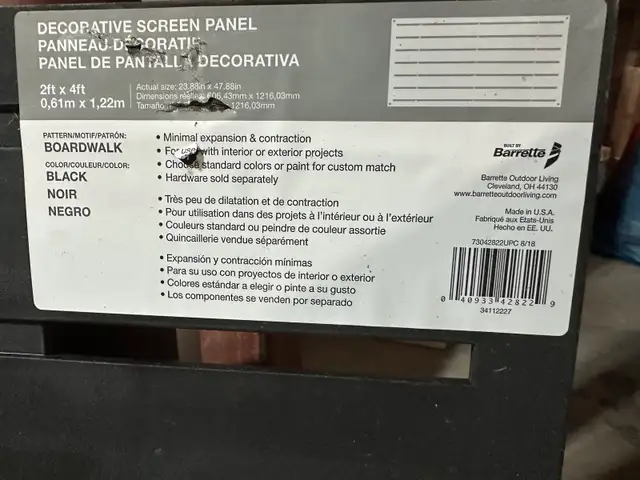 DECORATIVE SCREEN PANEL
PANNEAU DÉCORATIF
PANEL DE PANTALLA DECORATIVA
2ft x 4ft
0,61m x 1,22m
Actual size: 23.88in x 47.88in
Dimensions réelles: 606,43mm x 1216,03mm
1216,03mm
PATTERN/MOTIF/PATRÓN:
BOARDWALK
COLOR/COULEUR/COLOR:
BLACK
NOIR
NEGRO
• Minimal expansion & contraction
• For use with interior or exterior projects
• Choose standard colors or paint for custom match
• Hardware sold separately
• Très peu de dilatation et de contraction
• Pour utilisation dans des projets à l'intérieur ou à l'extérieur
• Couleurs standard ou peindre de couleur assortie
• Quincaillerie vendue séparément
• Expansión y contracción mínimas
• Para su uso con proyectos de interior o exterior
• Colores estándar a elegir o pinte a su gusto
• Los componentes se venden por separado
BUILT BY
Barrette
Barrette Outdoor Living
Cleveland, OH 44130
www.barretteoutdoorliving.com
Made in U.S.A.
Fabriqué aux Etats-Unis
Hecho en EE. UU.
73042822UPC 8/18
0 40933 42822 9
34112227